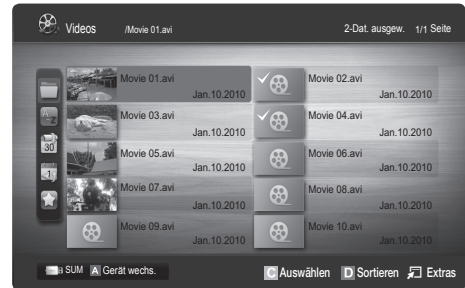 Videos /Movie 01.avi 2-Dat. ausgew. 1/1 Seite
Movie 01.avi Movie 02.avi
Jan.10.2010 Jan.10.2010
Movie 03.avi Movie 04.avi
Jan.10.2010 Jan.10.2010
Movie 05.avi Movie 06.avi
Jan.10.2010 Jan.10.2010
Movie 07.avi Movie 08.avi
Jan.10.2010 Jan.10.2010
Movie 09.avi Movie 10.avi
Jan.10.2010 Jan.10.2010
30
1
SUM A Gerät wechs. C Auswählen D Sortieren Extras